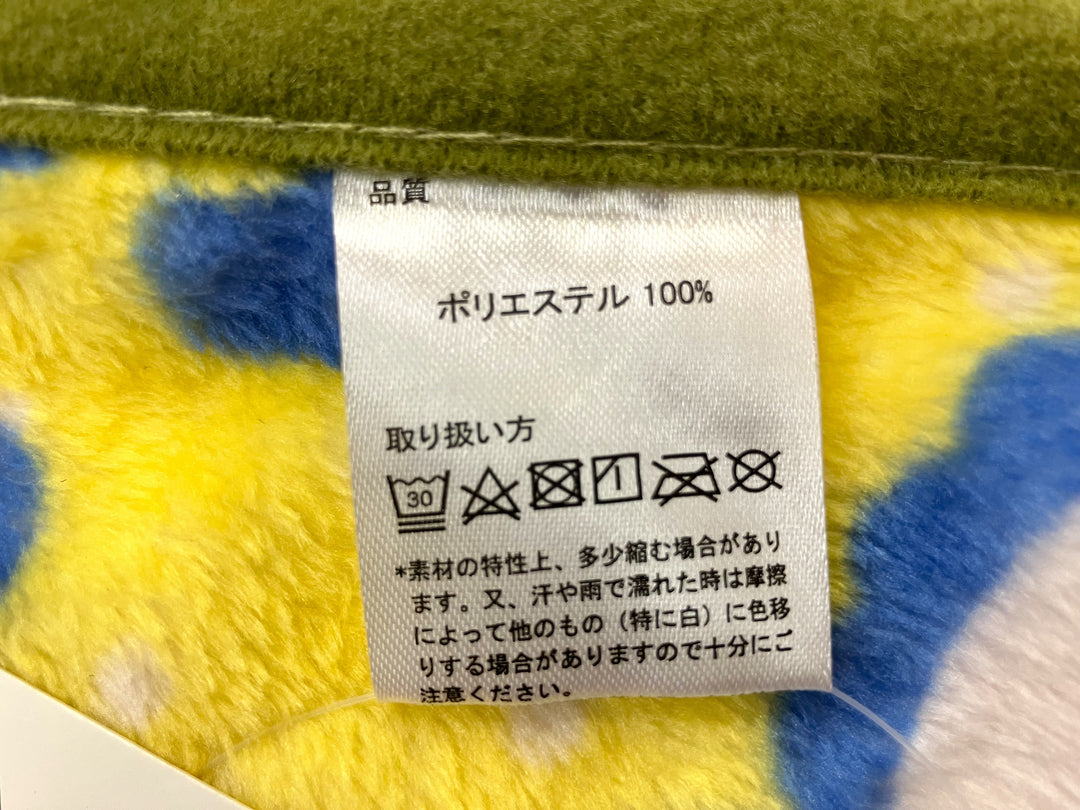 品質
ポリエステル 100%
取り扱い方
30
*素材の特性上、多少縮む場合があり
ます。又、汗や雨で濡れた時は摩擦
によって他のもの（特に白）に色移
りする場合がありますので十分にご
注意ください。